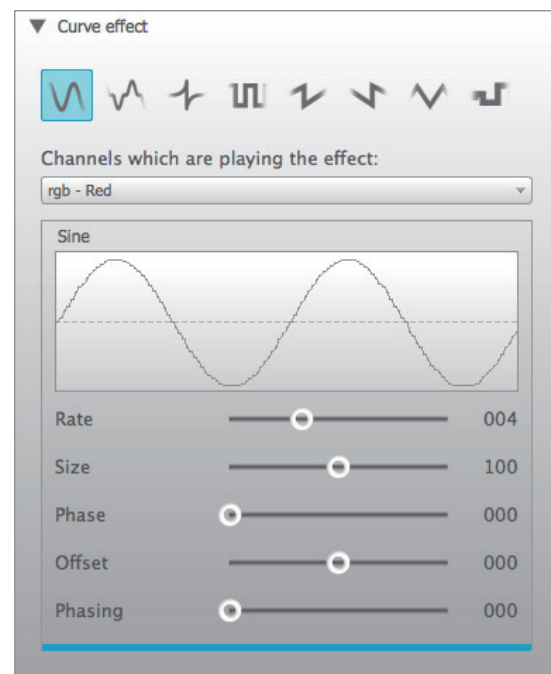 Curve effect
Channels which are playing the effect:
rgb - Red
Sine
Rate 004
Size 100
Phase 000
Offset 000
Phasing 000